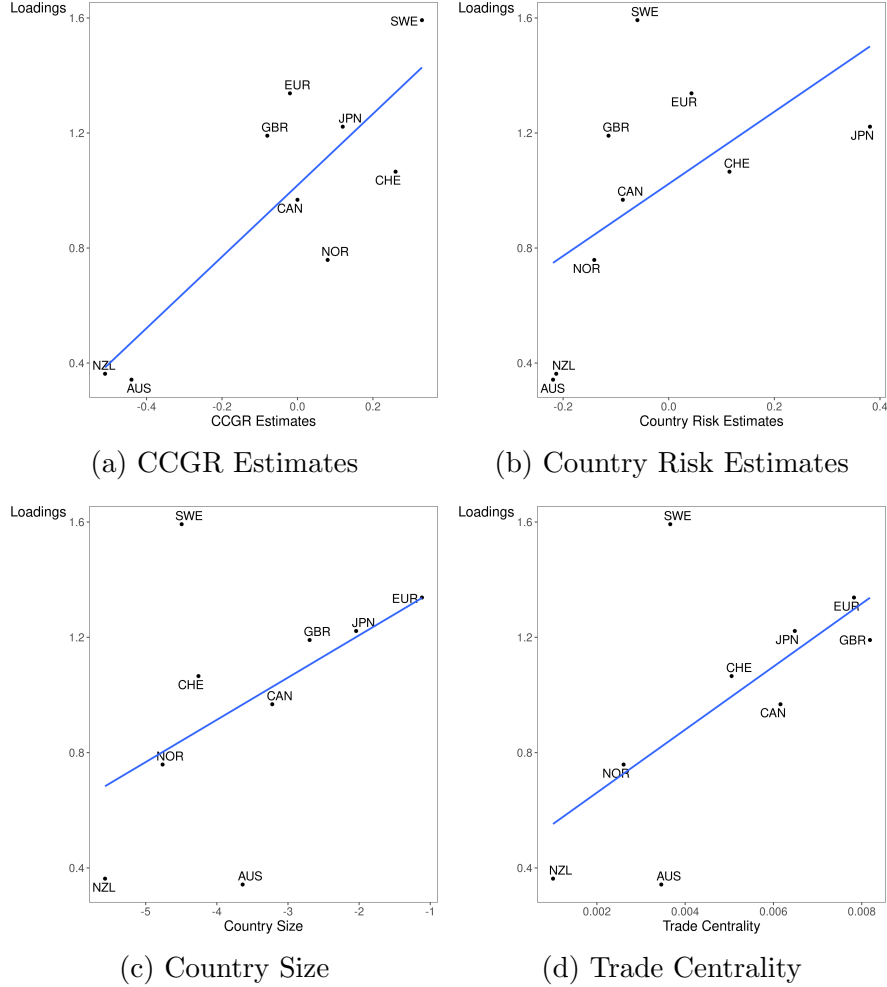 Loadings
1.6
1.2
0.8
0.4
SWE
EUR
JPN
GBR
CHE
CAN
NOR
NZL
AUS
-0.4 -0.2 0.0 0.2
CCGR Estimates
(a) CCGR Estimates
Loadings
1.6
1.2
0.8
0.4
SWE
EUR
GBR
JPN
CHE
CAN
NOR
NZL
AUS
-0.2 0.0 0.2 0.4
Country Risk Estimates
(b) Country Risk Estimates
Loadings
1.6
1.2
0.8
0.4
SWE
EUR
JPN
GBR
CHE
CAN
NOR
AUS
NZL
-5 -4 -3 -2 -1
Country Size
(c) Country Size
Loadings
1.6
1.2
0.8
0.4
SWE
EUR
JPN
GBR
CHE
CAN
NOR
NZL
AUS
0.002 0.004 0.006 0.008
Trade Centrality
(d) Trade Centrality